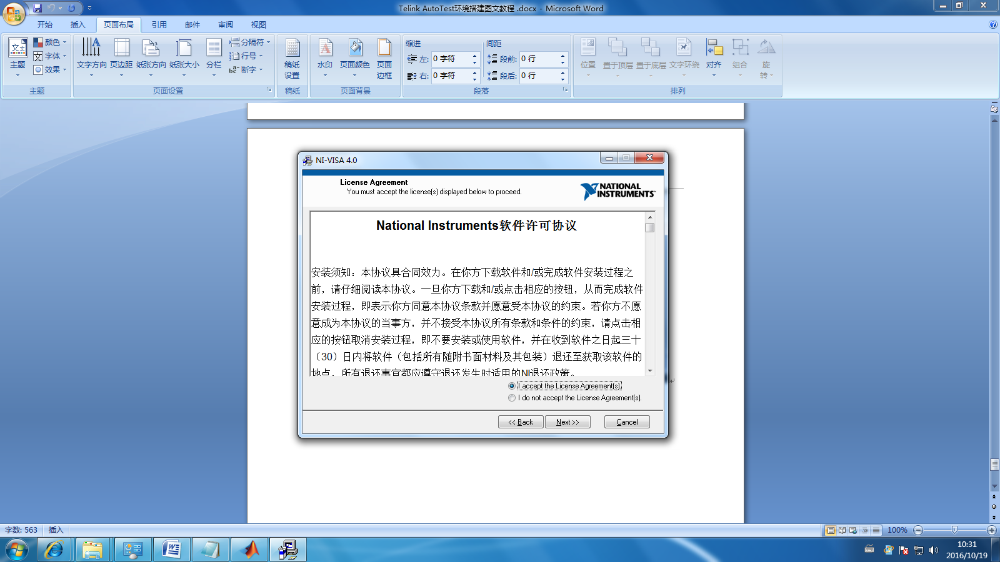 Telink AutoTest环境搭建图文教程 .docx - Microsoft Word
开始 插入 页面布局 引用 邮件 审阅 视图
主题 颜色 字体 效果
文字方向 页边距 纸张方向 纸张大小 分栏 分隔符 行号 断字
稿纸设置
水印 页面颜色 页面边框
缩进 间距
左: 0 字符 段前: 0 行
右: 0 字符 段后: 0 行
位置 置于顶层 置于底层 文字环绕 对齐 组合 旋转
主题 页面设置 稿纸 页面背景 段落 排列
NI-VISA 4.0
License Agreement
You must accept the license(s) displayed below to proceed.
NATIONAL
INSTRUMENTS™
National Instruments软件许可协议
安装须知：本协议具合同效力。在你方下载软件和/或完成软件安装过程之
前，请仔细阅读本协议。一旦你方下载和/或点击相应的按钮，从而完成软件
安装过程，即表示你方同意本协议条款并愿意受本协议的约束。若你方不愿
意成为本协议的当事方，并不接受本协议所有条款和条件的约束，请点击相
应的按钮取消安装过程，即不要安装或使用软件，并在收到软件之日起三十
（30）日内将软件（包括所有随附书面材料及其包装）退还至获取该软件的
地点。所有退还事宜都应遵守退还发生时适用的NI退还政策。
I accept the License Agreement(s).
I do not accept the License Agreement(s).
<< Back Next >> Cancel
字数: 563 插入 100%
10:31
2016/10/19